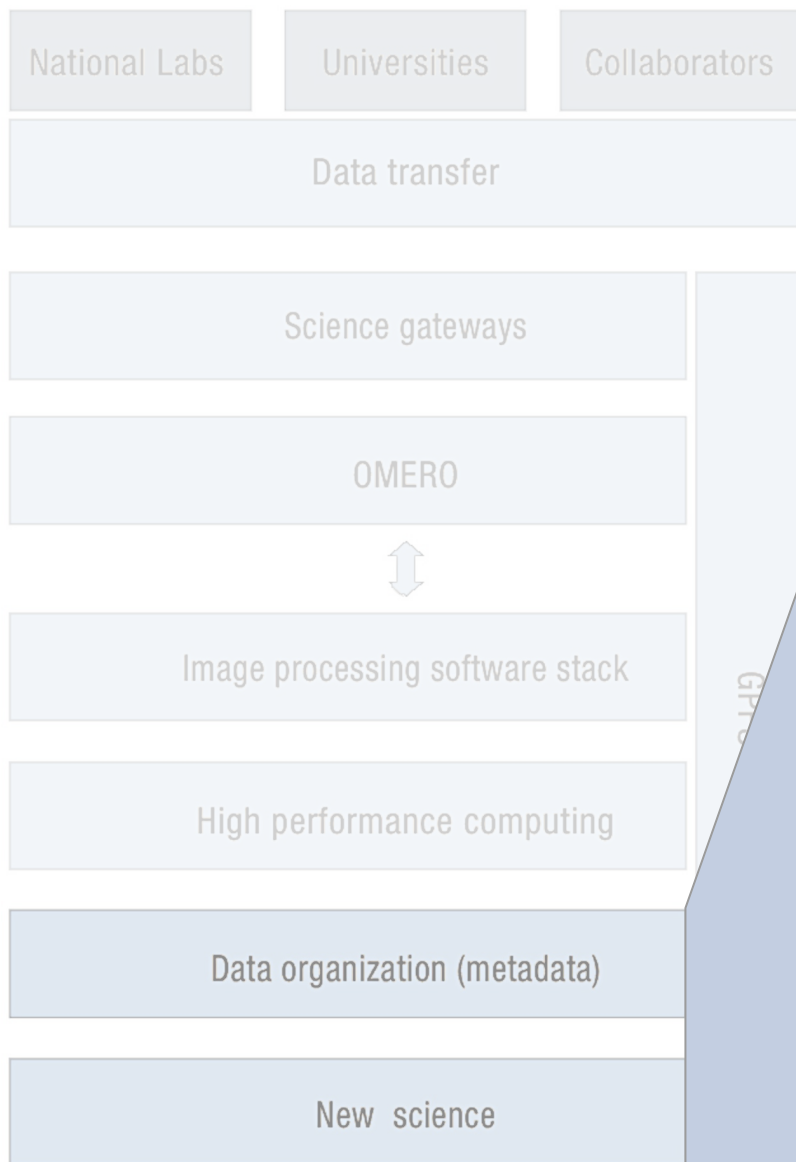 National Labs
Universities
Collaborators
Data transfer
Science gateways
OMERO
Image processing software stack
High performance computing
Data organization (metadata)
New science